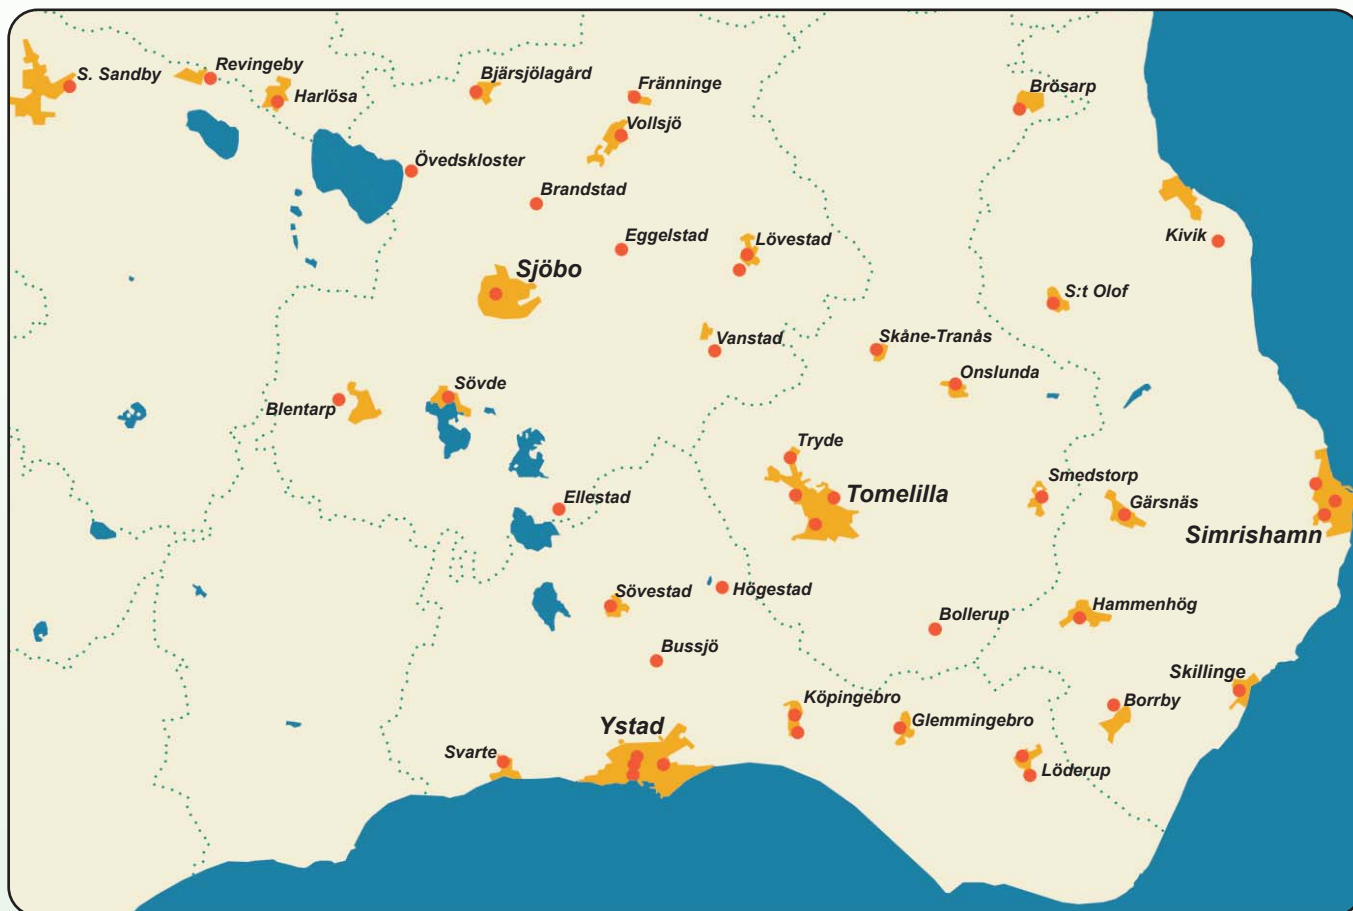 S. Sandby
Revingeby
Harlösa
Bjärsjölagård
Fränninge
Brösarp
Vollsjö
Övedskloster
Brandstad
Eggelstad
Lövestad
Kivik
Sjöbo
S:t Olof
Vanstad
Skåne-Tranås
Onslunda
Sövde
Blentarp
Tryde
Smedstorp
Tomelilla
Ellestad
Gärsnäs
Simrishamn
Sövestad
Högestad
Hammenhög
Bollerup
Bussjö
Skillinge
Köpingebro
Borrby
Ystad
Glemmingebro
Svarte
Löderup